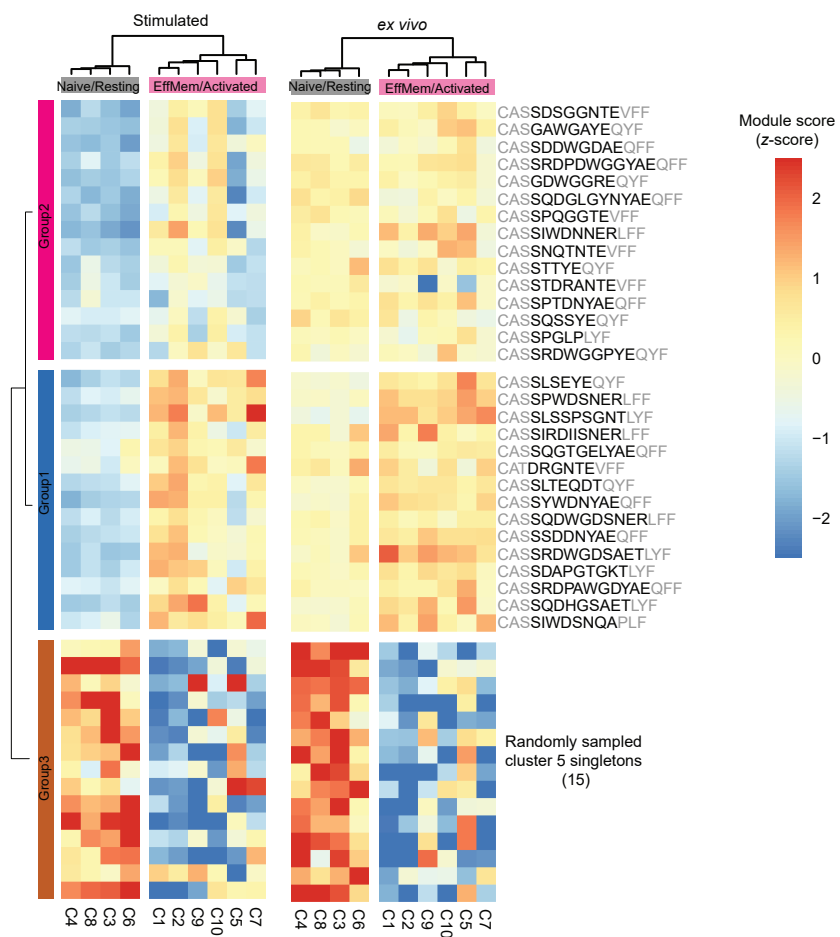 Stimulated
ex vivo
Naive/Resting
EffMem/Activated
Naive/Resting
EffMem/Activated
Group2
CASSDSGGNTEVFF
CASGAWGAYEQYF
CASSDDWGDAEQFF
CASSRDPDWGGYAEQFF
CASGDWGGREQYF
CASSQDGLGYNYAEQFF
CASSPQGGTEVFF
CASSIWDNNERLFF
CASSNQTNTEVFF
CASSTTYEQYF
CASSTDRANTEVFF
CASSPTDNYAEQFF
CASSQSSYEQYF
CASSPGLPLYF
CASSRDWGGPYEQYF
Group1
CASSLSEYEQYF
CASSPWDSNERLFF
CASSLSSPSGNTLYF
CASSIRDIISNERLFF
CASSQGTGELYAEQFF
CATDRGNTEVFF
CASSLTEQDTQYF
CASSYWDNYAEQFF
CASSQDWGDSNERLFF
CASSSDDNYAEQFF
CASSRDWGDSAETLYF
CASSDAPGTGKTLYF
CASSRDPAWGDYAEQFF
CASSQDHGSAETLYF
CASSIWDSNQAPLF
Group3
Randomly sampled
cluster 5 singletons
(15)
C4 C8 C3 C6 C1 C2 C9 C10 C5 C7
C4 C8 C3 C6 C1 C22 C9 C10 C5 C7
Module score
(z-score)
2
1
0
−1
−2